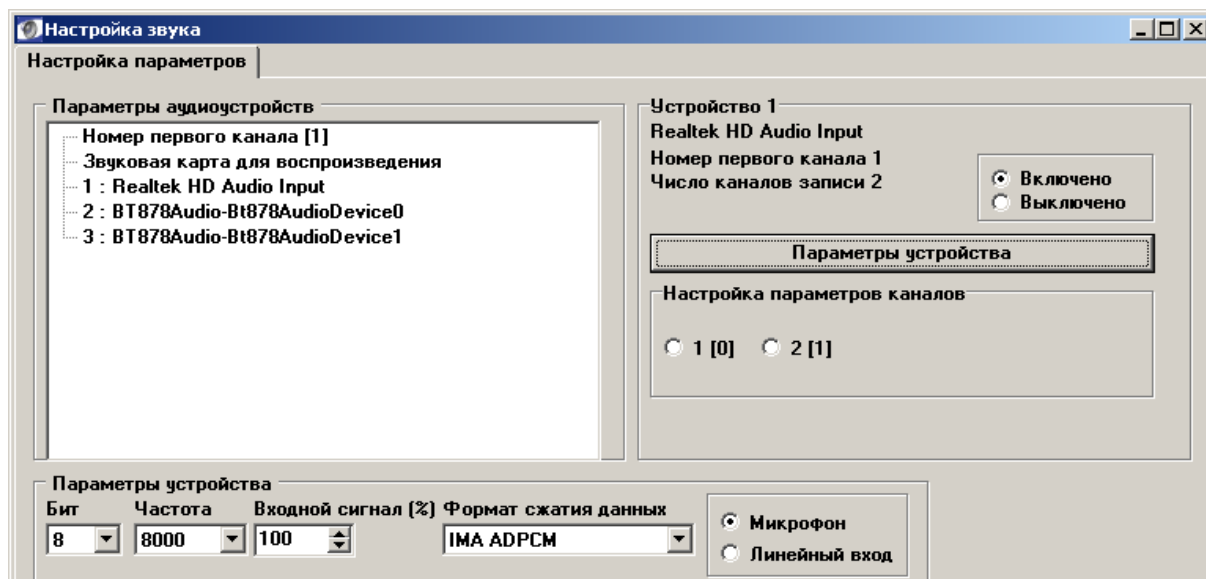 Настройка звука
Настройка параметров
Параметры аудиоустройств
Номер первого канала [1]
Звуковая карта для воспроизведения
1 : Realtek HD Audio Input
2 : BT878Audio-Bt878AudioDevice0
3 : BT878Audio-Bt878AudioDevice1
Устройство 1
Realtek HD Audio Input
Номер первого канала 1
Число каналов записи 2
Включено
Выключено
Параметры устройства
Настройка параметров каналов
1 [0] 2 [1]
Параметры устройства
Бит Частота Входной сигнал (%) Формат сжатия данных
8 8000 100 IMA ADPCM
Микрофон
Линейный вход